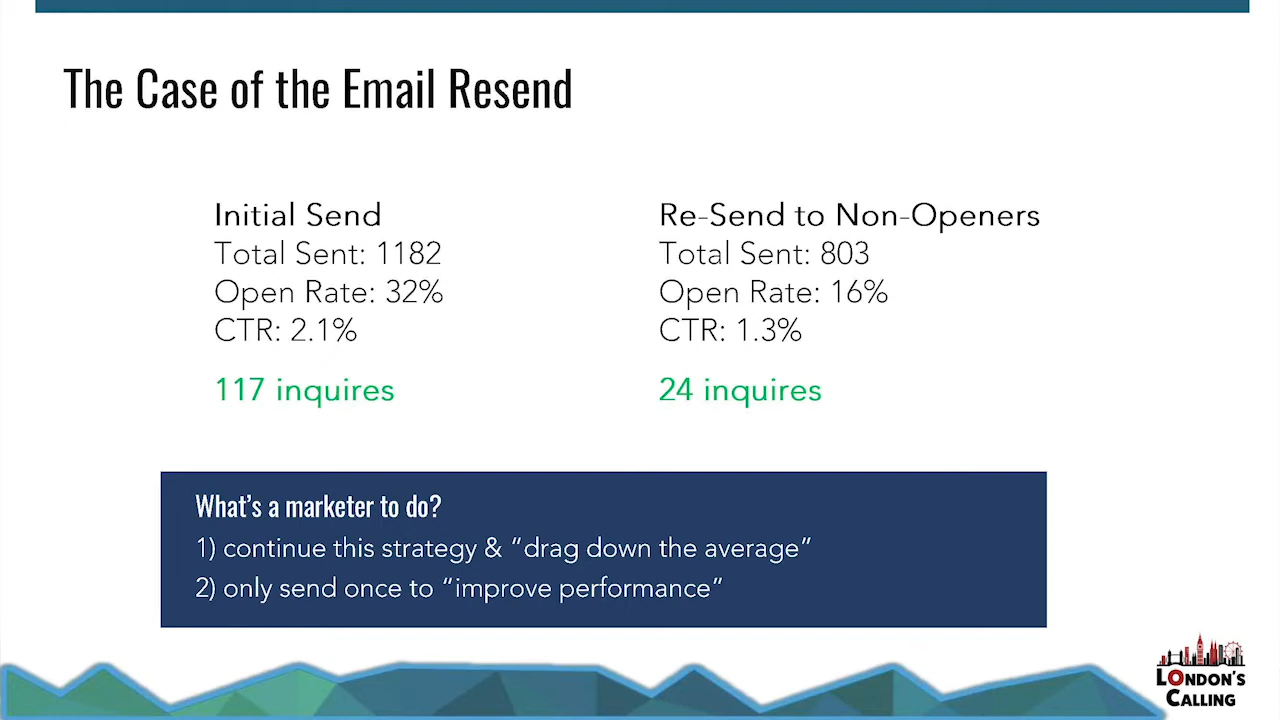 The Case of the Email Resend
Initial Send
Total Sent: 1182
Open Rate: 32%
CTR: 2.1%
117 inquires
Re-Send to Non-Openers
Total Sent: 803
Open Rate: 16%
CTR: 1.3%
24 inquires
What's a marketer to do?
1) continue this strategy & “drag down the average”
2) only send once to “improve performance”
LONDON'S
CALLING